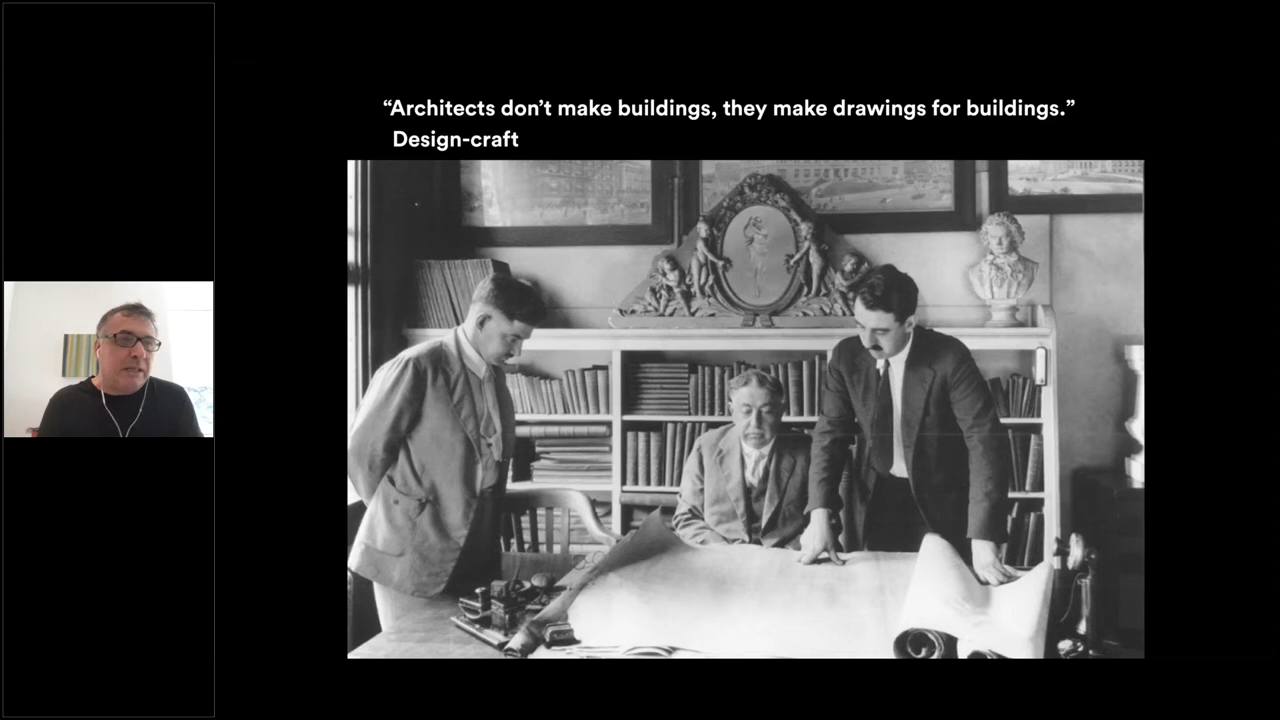 “Architects don’t make buildings, they make drawings for buildings.”
Design-craft